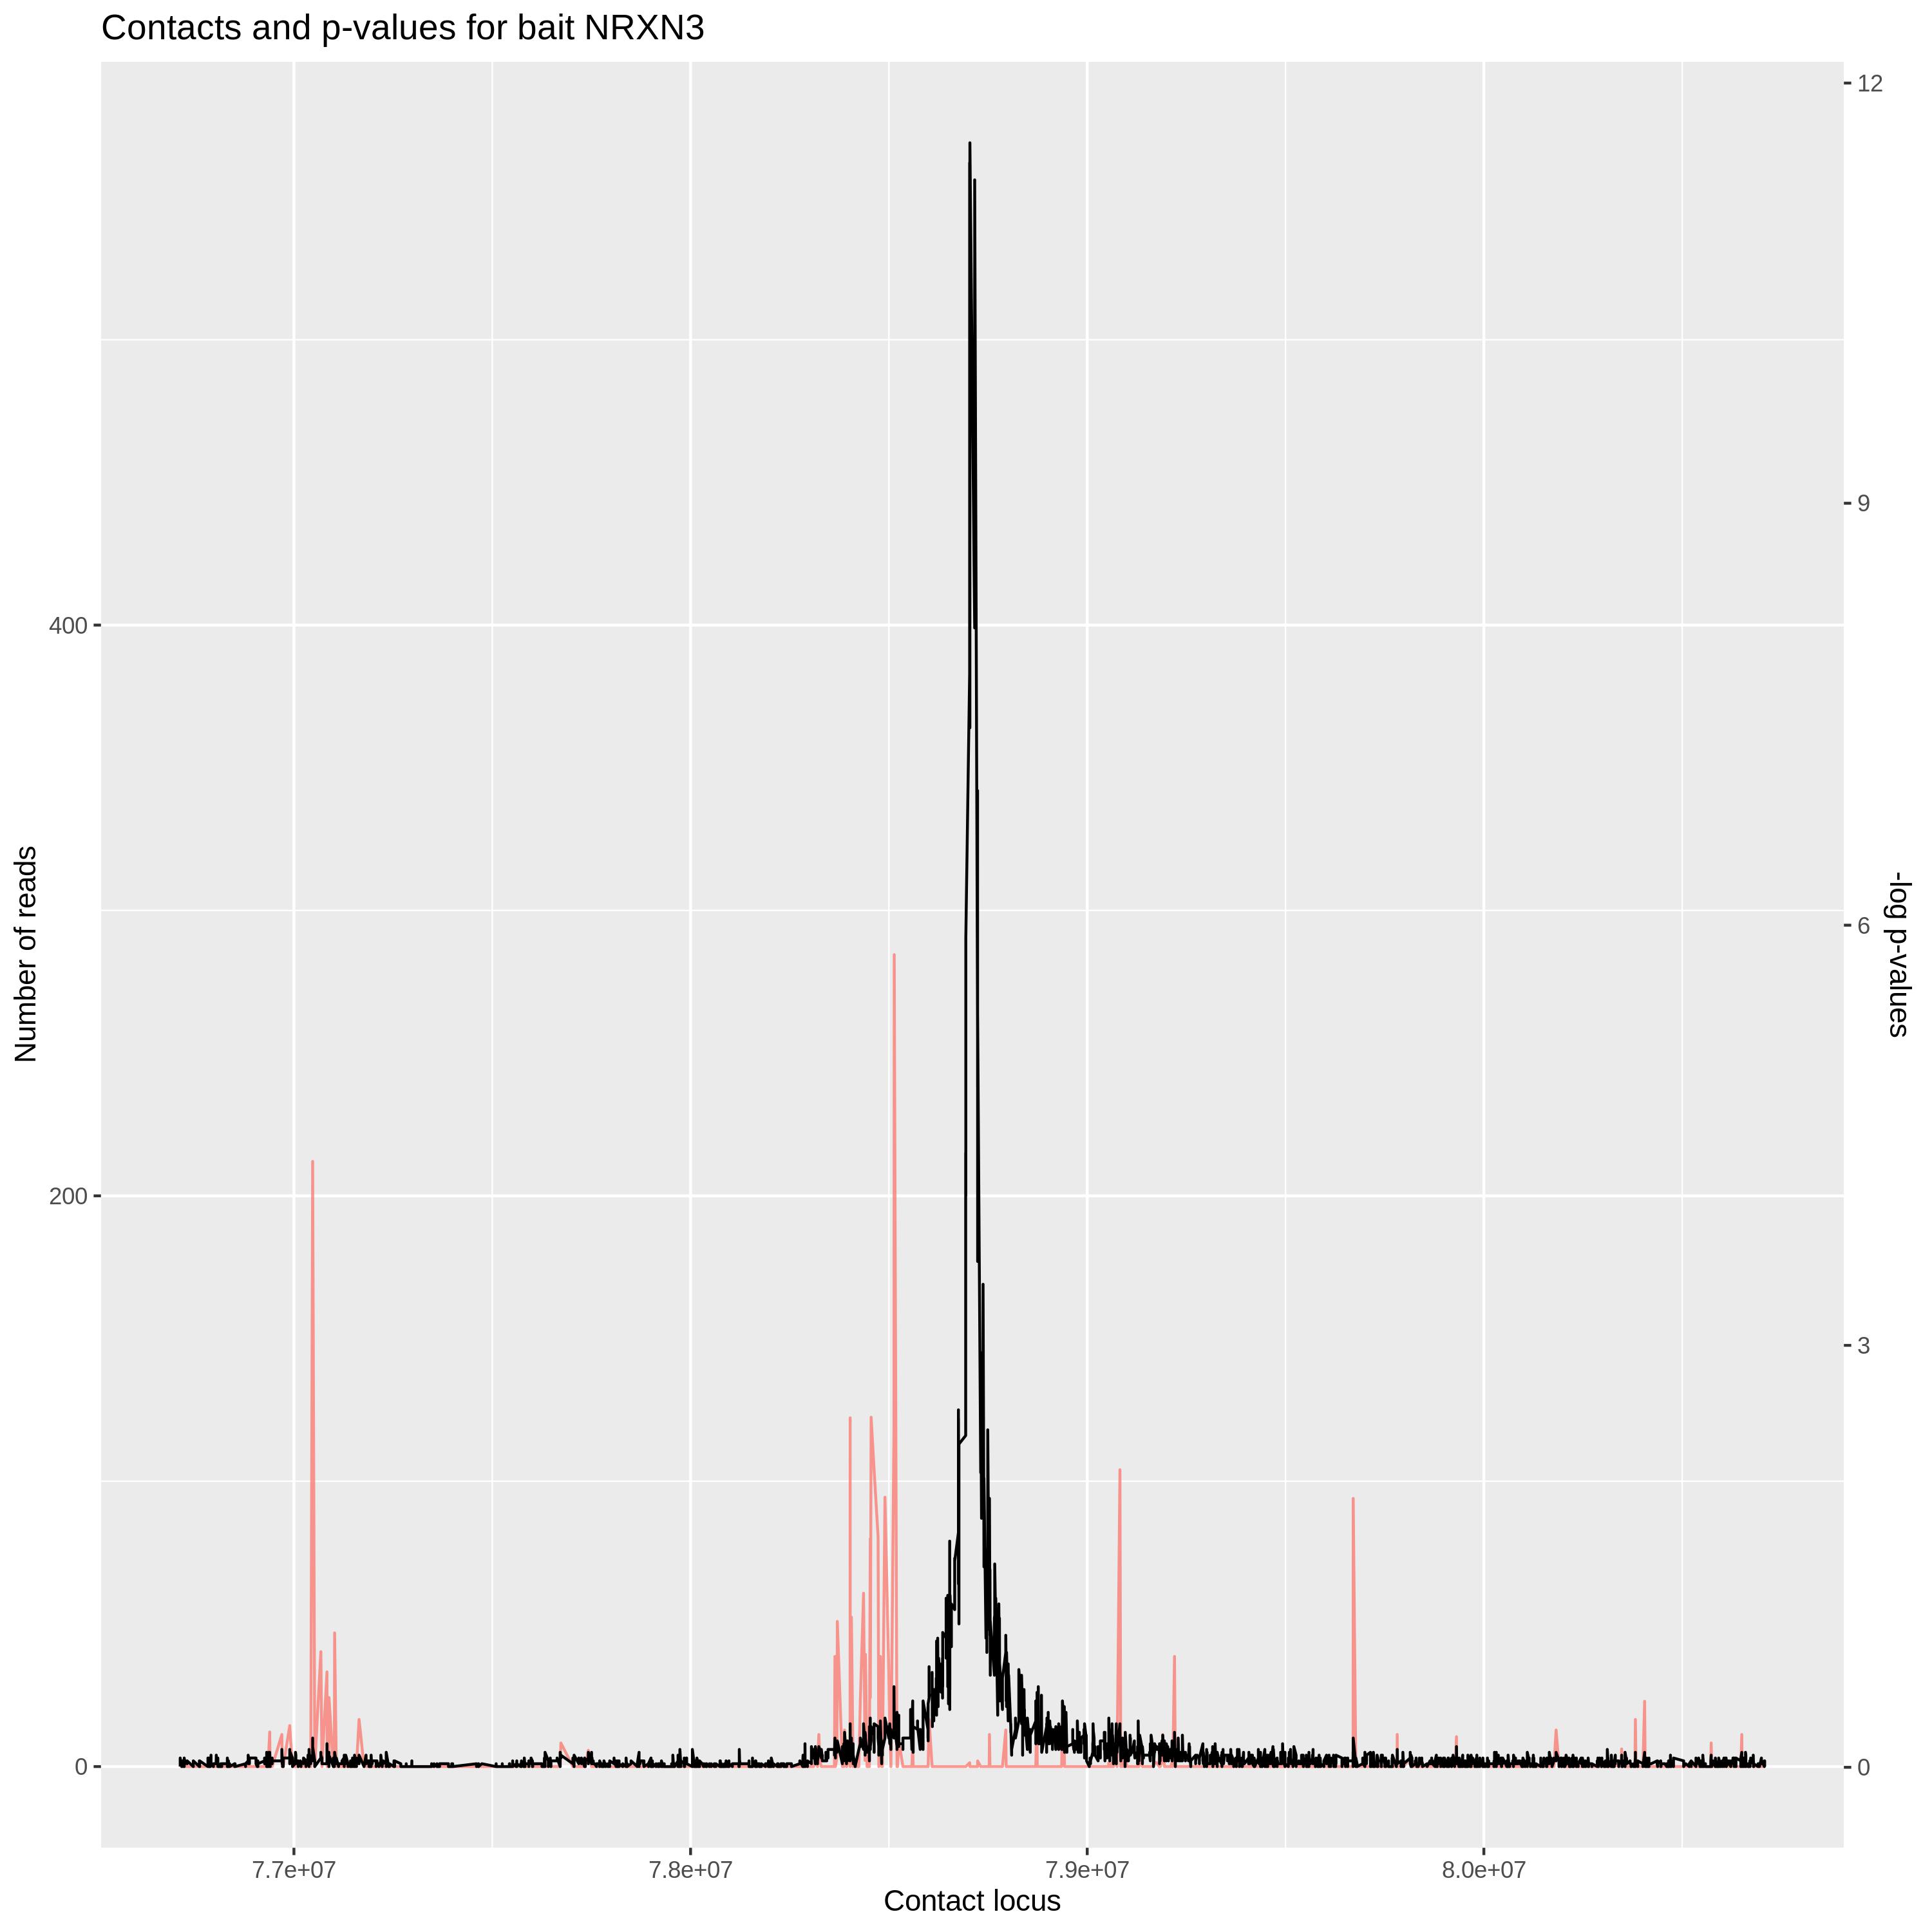 Contacts and p-values for bait NRXN3
Number of reads
400
200
0
12
9
6
3
0
-log p-values
7.7e+07
7.8e+07
7.9e+07
8.0e+07
Contact locus